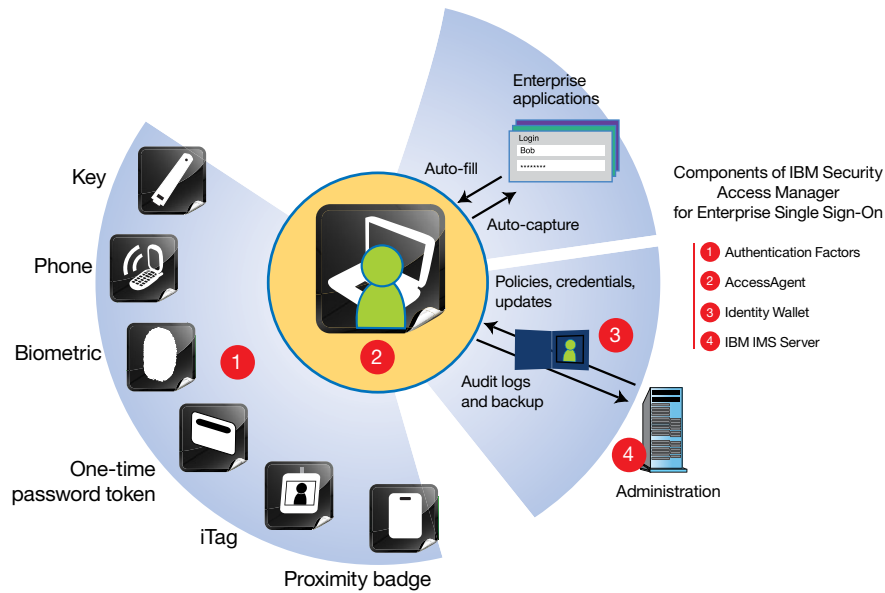 Enterprise
applications
Login
Bob
********
Auto-fill
Auto-capture
Key
Phone
Biometric
One-time
password token
iTag
Proximity badge
1
2
Policies, credentials,
updates
3
Audit logs
and backup
4
Administration
Components of IBM Security
Access Manager
for Enterprise Single Sign-On
1 Authentication Factors
2 AccessAgent
3 Identity Wallet
4 IBM IMS Server